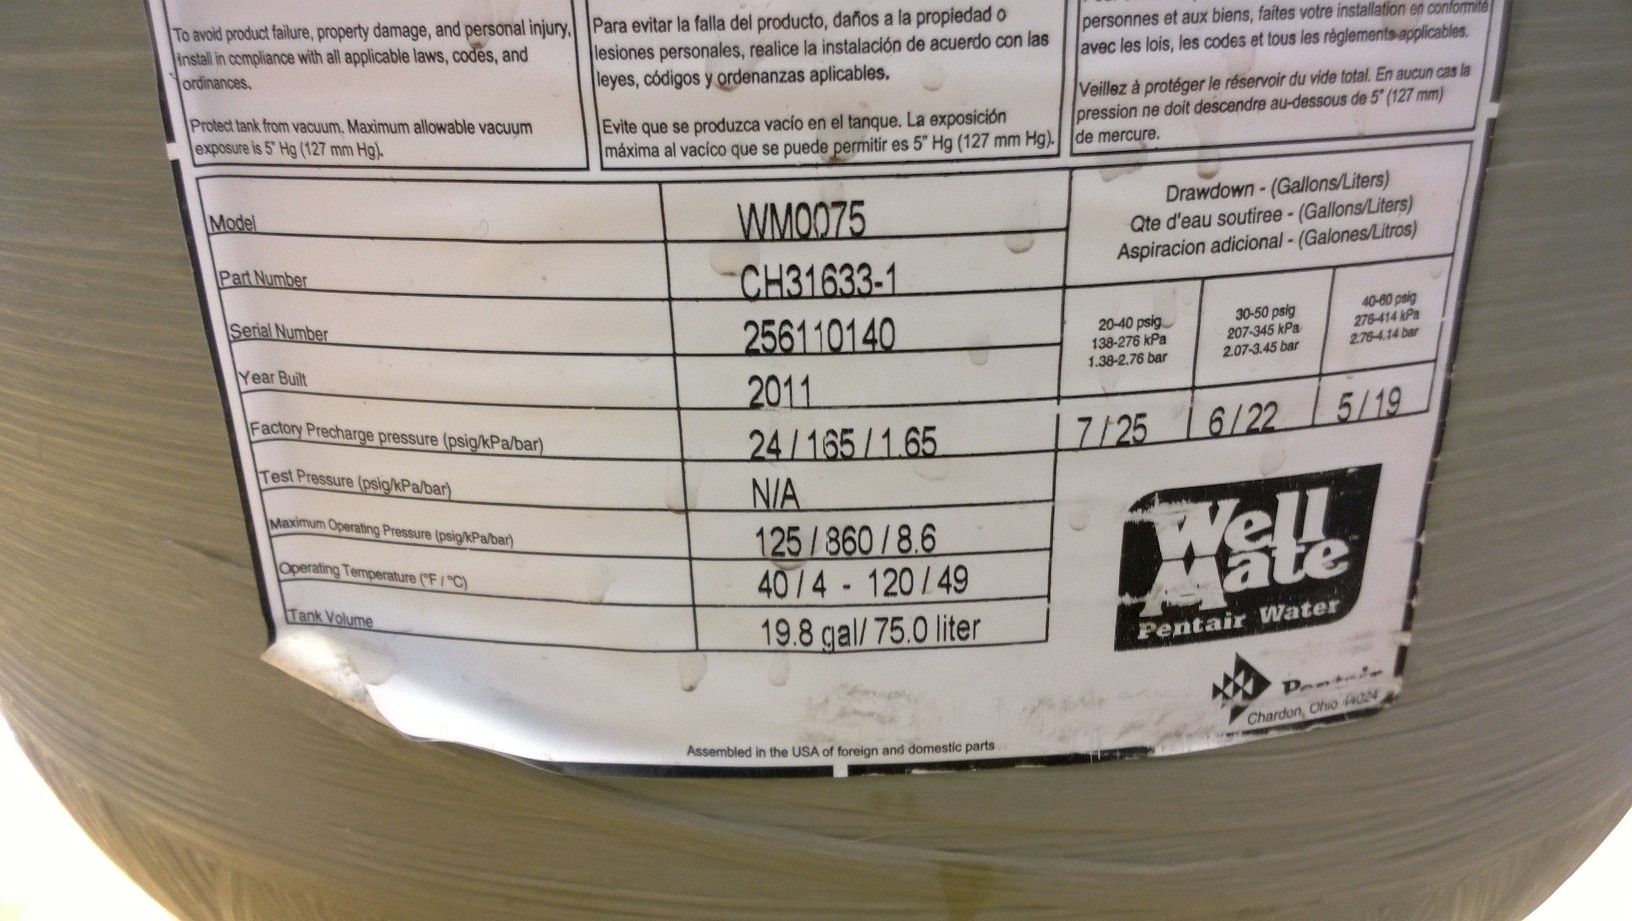 To avoid product failure, property damage, and personal injury,
install in compliance with all applicable laws, codes, and
ordinances.
Protect tank from vacuum. Maximum allowable vacuum
exposure is 5" Hg (127 mm Hg).
Para evitar la falla del producto, daños a la propiedad o
lesiones personales, realice la instalación de acuerdo con las
leyes, códigos y ordenanzas aplicables.
Evite que se produzca vacío en el tanque. La exposición
máxima al vacíco que se puede permitir es 5" Hg (127 mm Hg).
personnes et aux biens, faites votre installation en conformité
avec les lois, les codes et tous les règlements applicables.
Veillez à protéger le réservoir du vide total. En aucun cas la
pression ne doit descendre au-dessous de 5" (127 mm)
de mercure.
Model WM0075
Part Number CH31633-1
Serial Number 256110140
Year Built 2011
Factory Precharge pressure (psig/kPa/bar) 24 / 165 / 1.65
Test Pressure (psig/kPa/bar) N/A
Maximum Operating Pressure (psig/kPa/bar) 125 / 860 / 8.6
Operating Temperature (°F / °C) 40 / 4 - 120 / 49
Tank Volume 19.8 gal/ 75.0 liter
Drawdown - (Gallons/Liters)
Qte d'eau soutiree - (Gallons/Liters)
Aspiracion adicional - (Galones/Litros)
20-40 psig
138-276 kPa
1.38-2.76 bar
30-50 psig
207-345 kPa
2.07-3.45 bar
40-60 psig
276-414 kPa
2.76-4.14 bar
7 / 25 6 / 22 5 / 19
Well
Mate
Pentair Water
Pentair
Chardon, Ohio 44024
Assembled in the USA of foreign and domestic parts